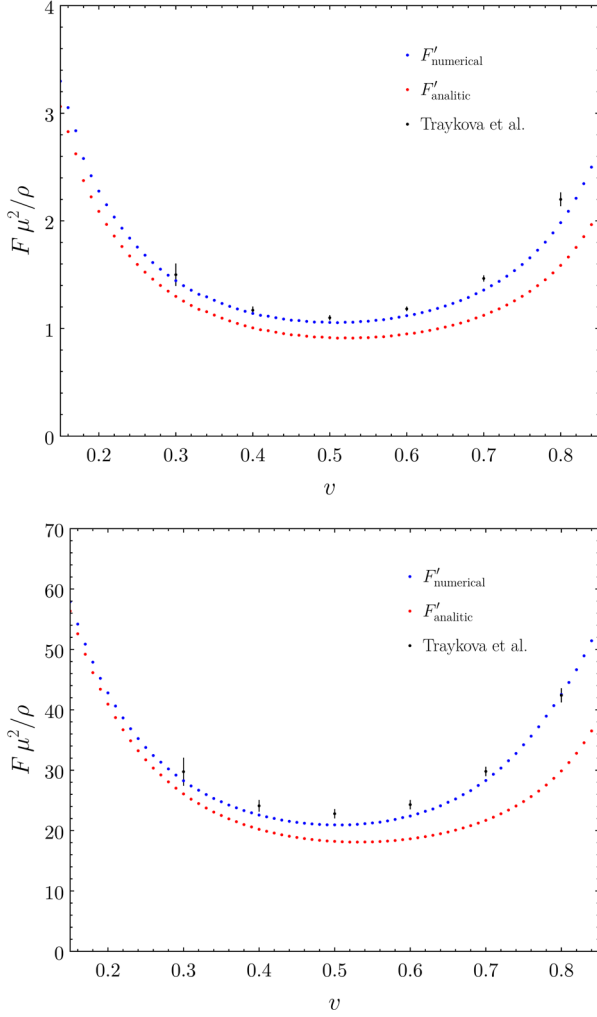 4
F′numerical
F′analitic
3
Traykova et al.
F μ²/ρ
2
1
0
0.2 0.3 0.4 0.5 0.6 0.7 0.8
v
70
F′numerical
60
F′analitic
50
Traykova et al.
40
F μ²/ρ
30
20
10
0
0.2 0.3 0.4 0.5 0.6 0.7 0.8
v